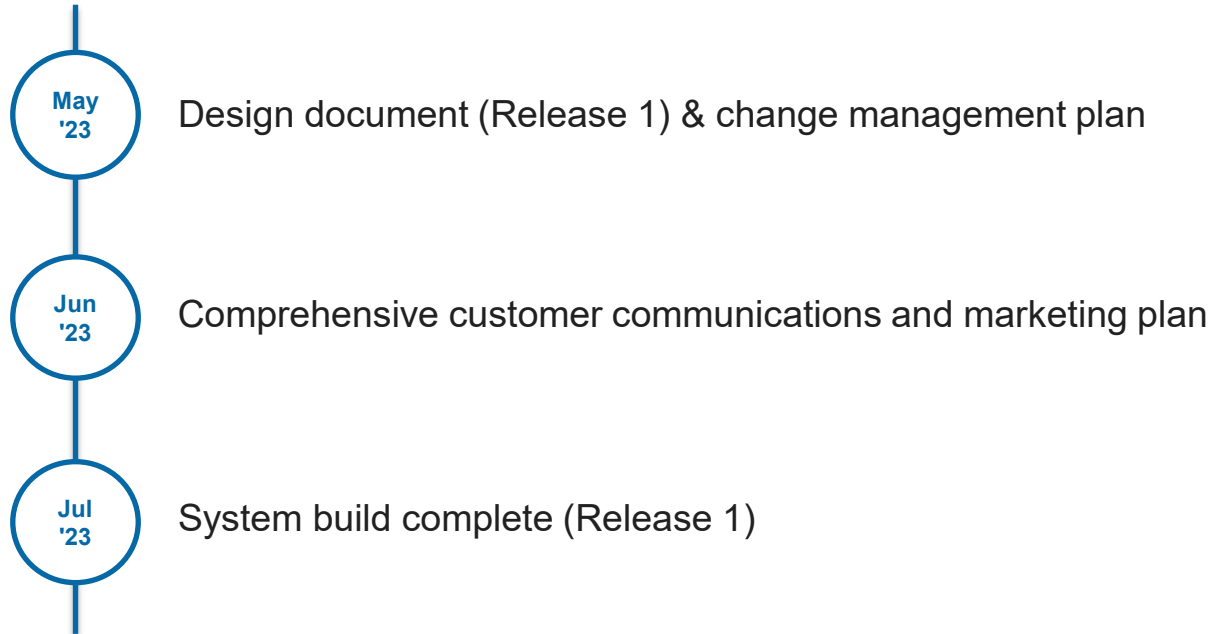 May
'23
Design document (Release 1) & change management plan
Jun
'23
Comprehensive customer communications and marketing plan
Jul
'23
System build complete (Release 1)